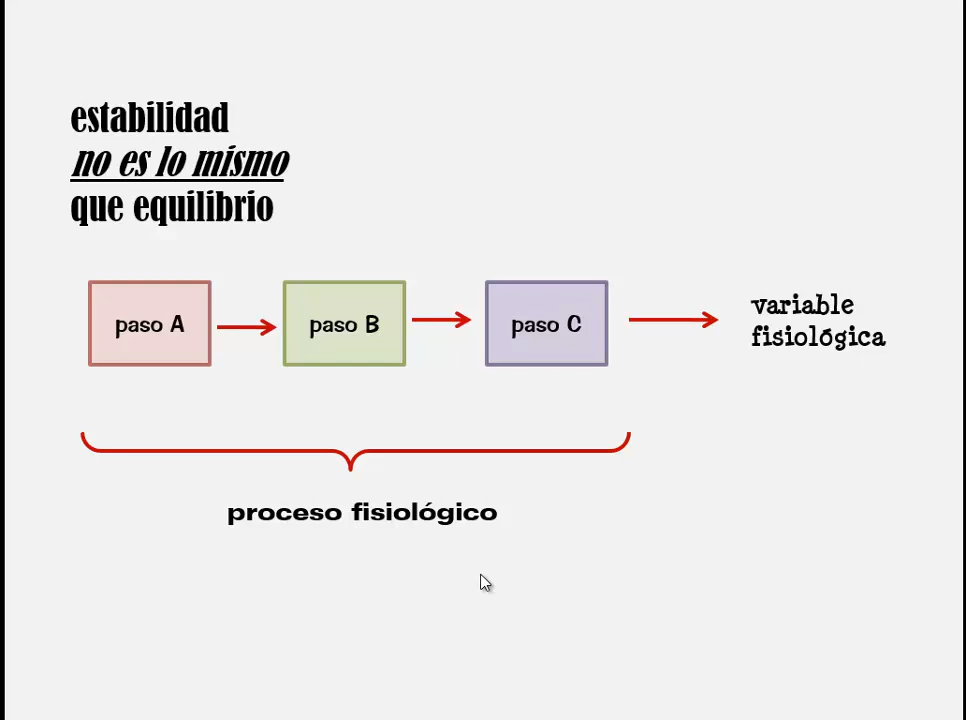 estabilidad
no es lo mismo
que equilibrio
paso A
paso B
paso C
variable
fisiológica
proceso fisiológico